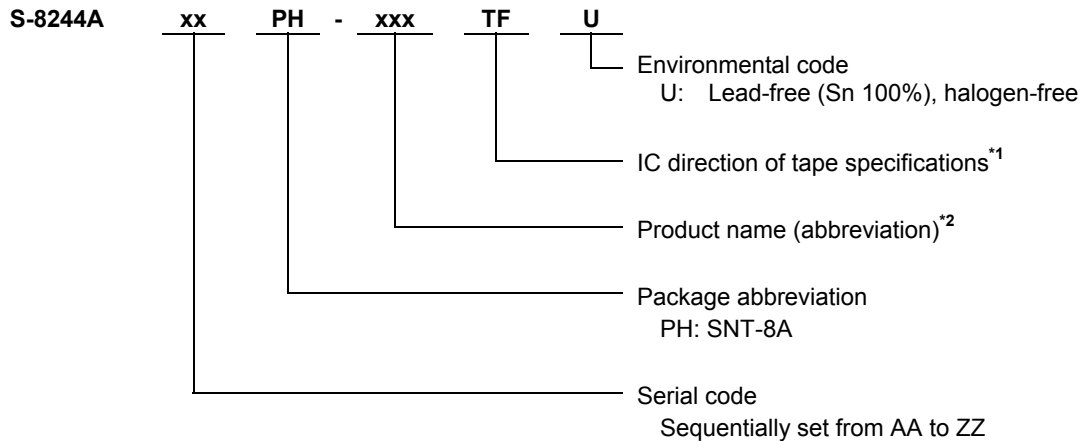 S-8244A xx PH - xxx TF U
Environmental code
U: Lead-free (Sn 100%), halogen-free
IC direction of tape specifications*1
Product name (abbreviation)*2
Package abbreviation
PH: SNT-8A
Serial code
Sequentially set from AA to ZZ